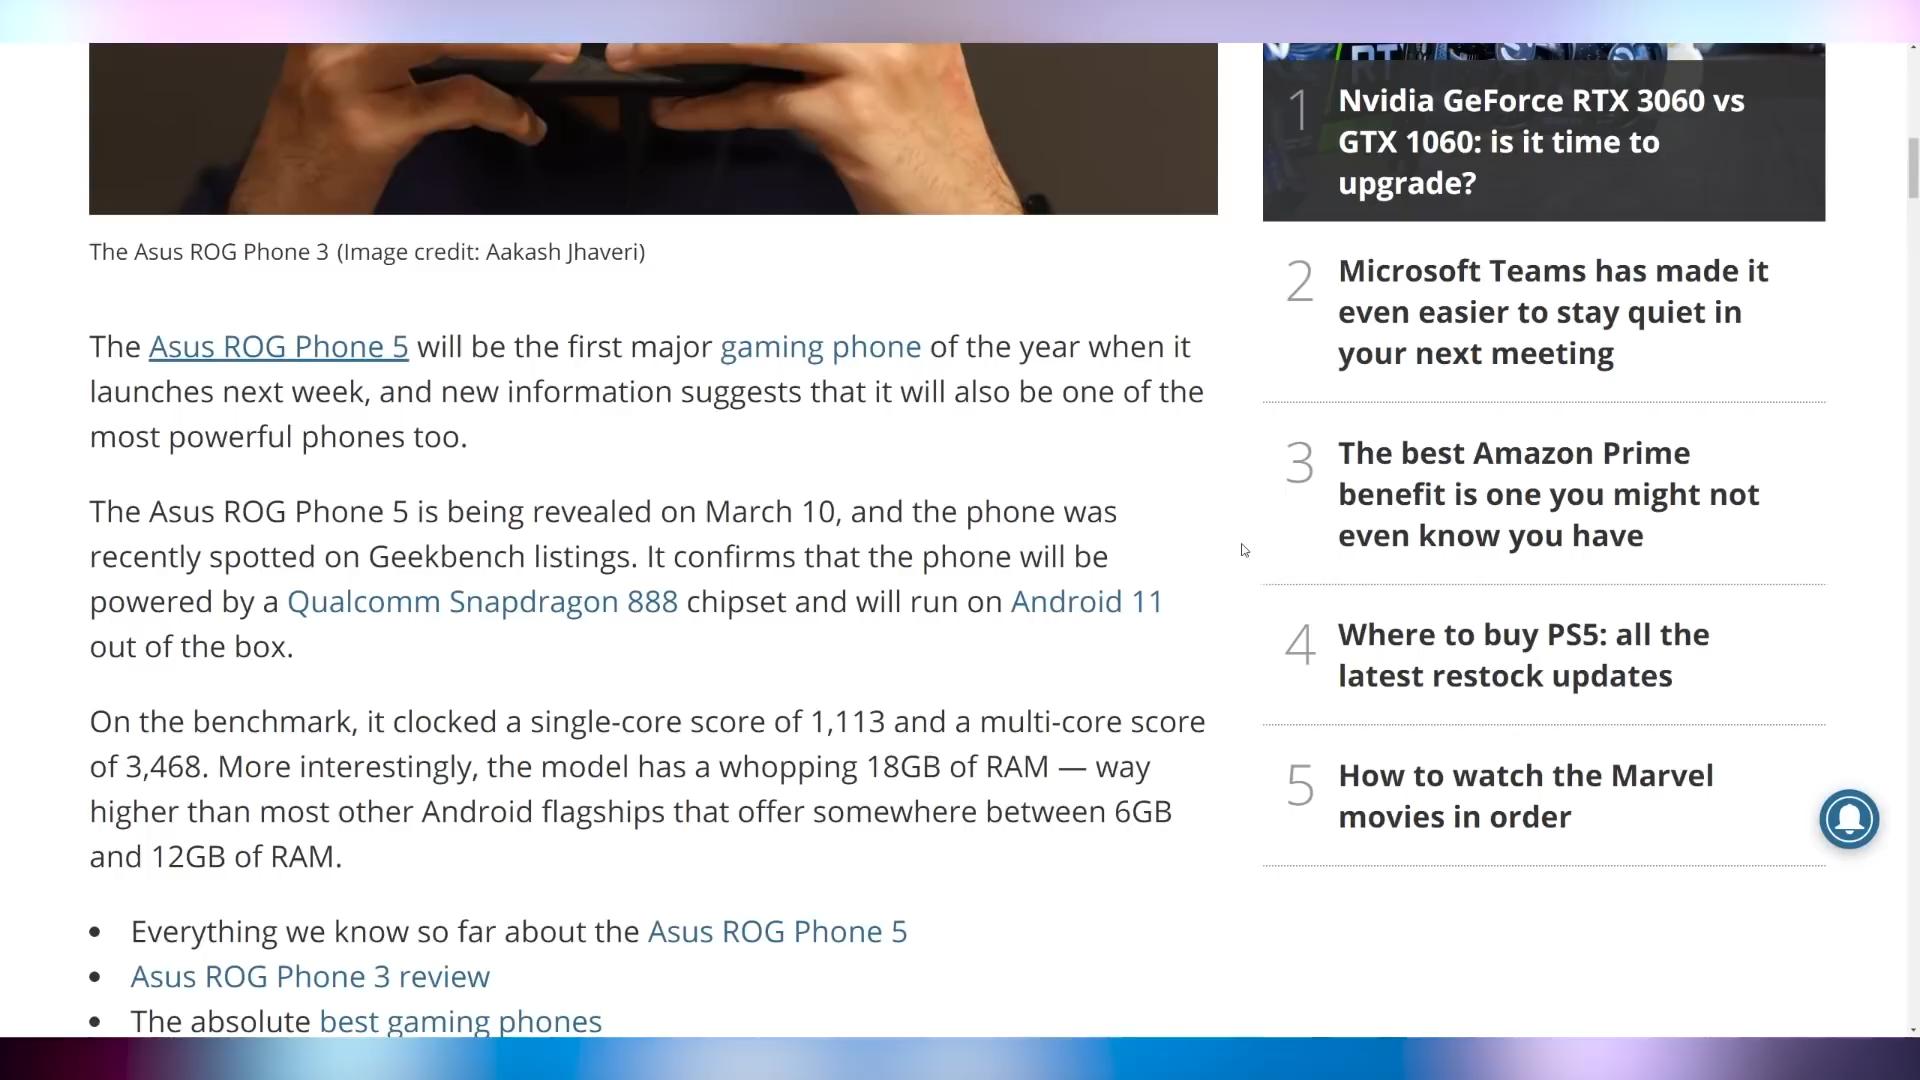 The Asus ROG Phone 3 (Image credit: Aakash Jhaveri)
The Asus ROG Phone 5 will be the first major gaming phone of the year when it
launches next week, and new information suggests that it will also be one of the
most powerful phones too.
The Asus ROG Phone 5 is being revealed on March 10, and the phone was
recently spotted on Geekbench listings. It confirms that the phone will be
powered by a Qualcomm Snapdragon 888 chipset and will run on Android 11
out of the box.
On the benchmark, it clocked a single-core score of 1,113 and a multi-core score
of 3,468. More interestingly, the model has a whopping 18GB of RAM — way
higher than most other Android flagships that offer somewhere between 6GB
and 12GB of RAM.
• Everything we know so far about the Asus ROG Phone 5
• Asus ROG Phone 3 review
• The absolute best gaming phones
1 Nvidia GeForce RTX 3060 vs
GTX 1060: is it time to
upgrade?
2 Microsoft Teams has made it
even easier to stay quiet in
your next meeting
3 The best Amazon Prime
benefit is one you might not
even know you have
4 Where to buy PS5: all the
latest restock updates
5 How to watch the Marvel
movies in order